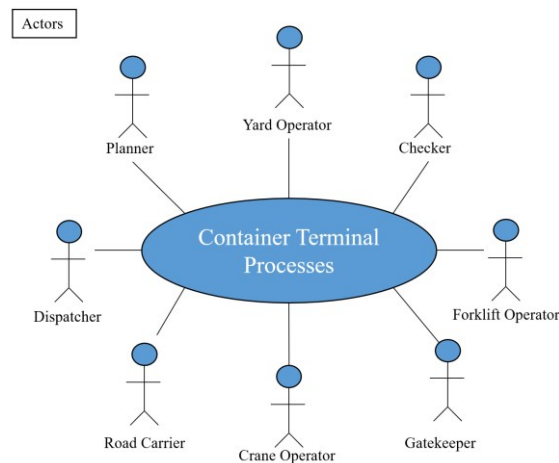 Actors
Yard Operator
Planner
Checker
Container Terminal
Processes
Dispatcher
Forklift Operator
Road Carrier
Crane Operator
Gatekeeper